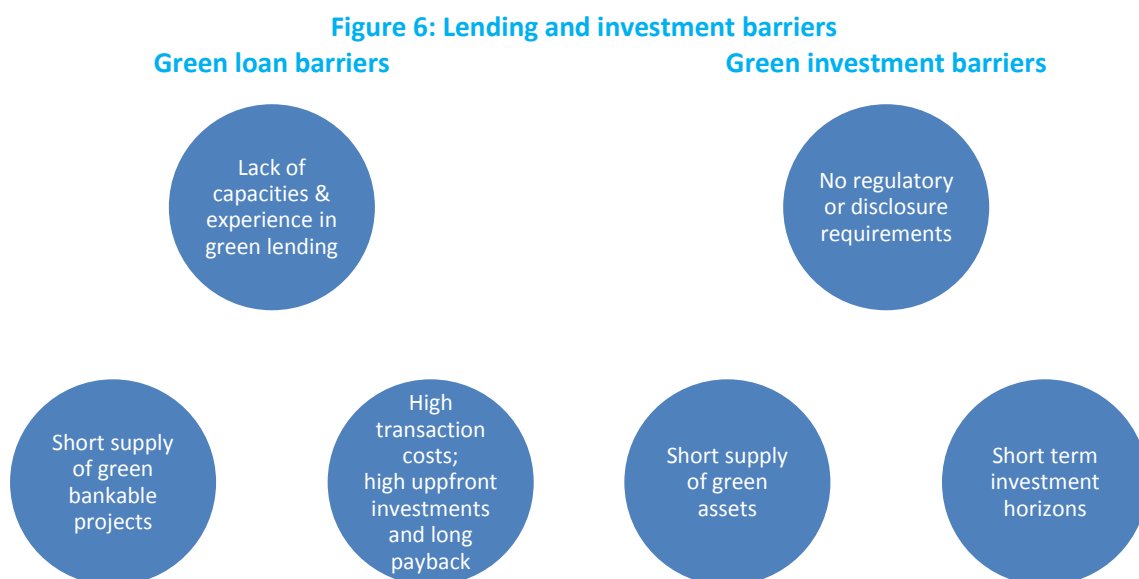 Figure 6: Lending and investment barriers
Green loan barriers
Green investment barriers
Lack of
capacities &
experience in
green lending
No regulatory
or disclosure
requirements
Short supply
of green
bankable
projects
High
transaction
costs;
high uppfront
investments
and long
payback
Short supply
of green
assets
Short term
investment
horizons